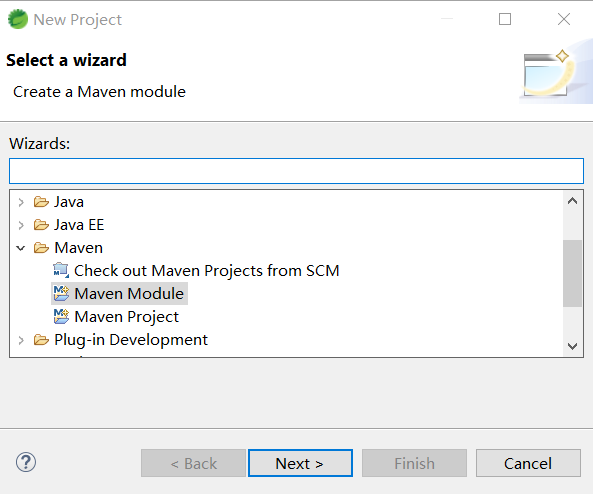 New Project
Select a wizard
Create a Maven module
Wizards:
Java
Java EE
Maven
Check out Maven Projects from SCM
Maven Module
Maven Project
Plug-in Development
?
< Back
Next >
Finish
Cancel